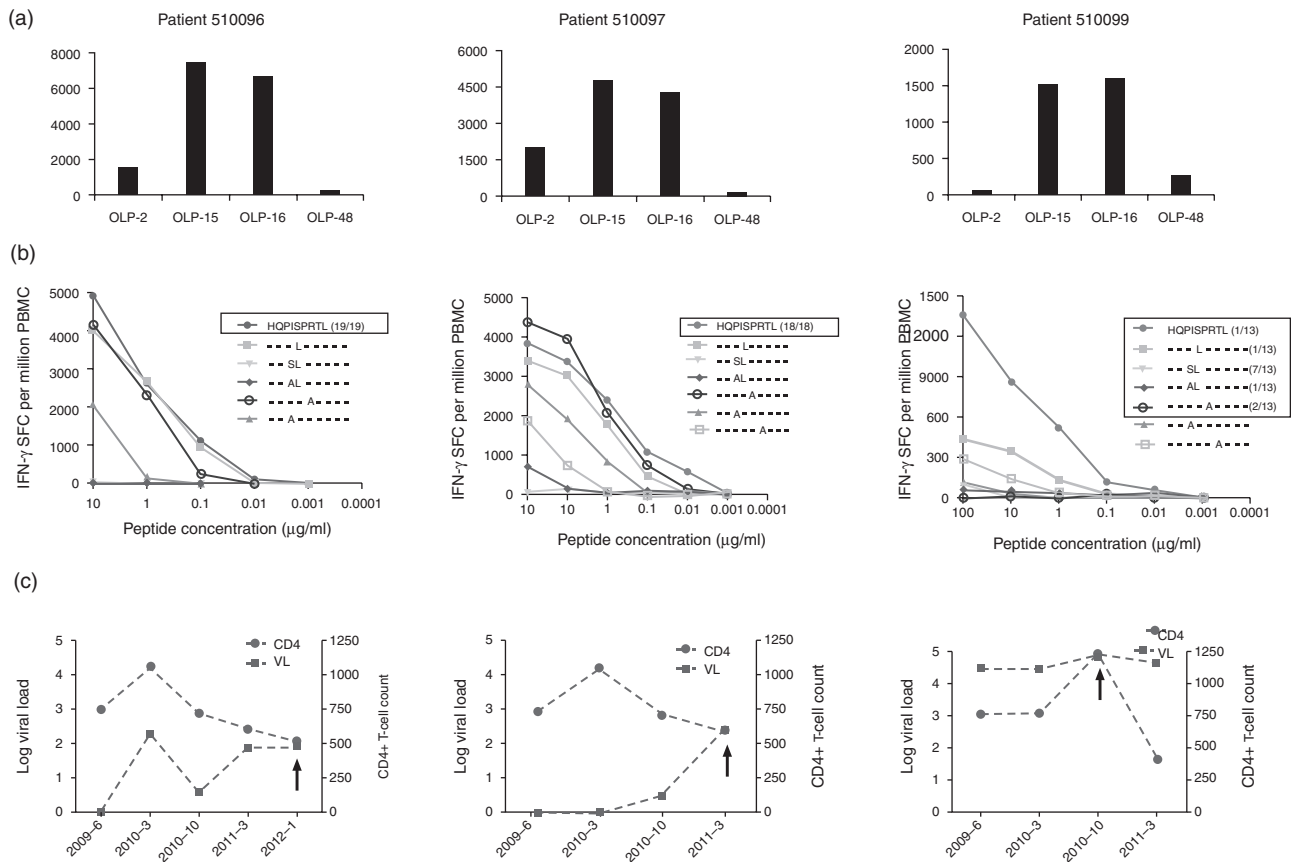 (a)
Patient 510096
Patient 510097
Patient 510099
8000
6000
4000
2000
0
OLP-2 OLP-15 OLP-16 OLP-48
6000
4500
3000
1500
0
OLP-2 OLP-15 OLP-16 OLP-48
2000
1500
1000
500
0
OLP-2 OLP-15 OLP-16 OLP-48
(b)
IFN-γ SFC per million PBMC
5000
4000
3000
2000
1000
0
10 1 0.1 0.01 0.001 0.0001
Peptide concentration (µg/ml)
HQPISPRTL (19/19)
--L------
--SL-----
--AL-----
-----A---
--A------
IFN-γ SFC per million PBMC
5000
4000
3000
2000
1000
0
10 10 1 0.1 0.01 0.001 0.0001
Peptide concentration (µg/ml)
HQPISPRTL (18/18)
--L------
--SL-----
--AL-----
----A----
--A------
-----A---
IFN-γ SFC per million PBMC
1500
12000
9000
600
300
0
100 10 1 0.1 0.01 0.001 0.0001
Peptide concentration (µg/ml)
HQPISPRTL (1/13)
--L------(1/13)
--SL-----(7/13)
--AL-----(1/13)
-----A---(2/13)
--A------
-----A---
(c)
Log viral load
5
4
3
2
1
0
CD4
VL
1250
1000
750
500
250
0
CD4+ T-cell count
2009–6 2010–3 2010–10 2011–3 2012–1
Log viral load
5
4
3
2
1
0
CD4
VL
1250
1000
750
500
250
0
CD4+ T-cell count
2009–6 2010–3 2010–10 2011–3
Log viral load
5
4
3
2
1
0
CD4
VL
1250
1000
750
500
250
0
CD4+ T-cell count
2009–6 2010–3 2010–10 2011–3